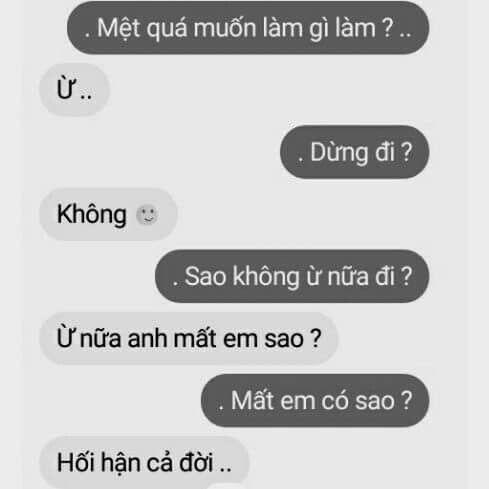 . Mệt quá muốn làm gì làm ? ..
Ừ ..
. Dừng đi ?
Không
. Sao không ừ nữa đi ?
Ừ nữa anh mất em sao ?
. Mất em có sao ?
Hối hận cả đời ..